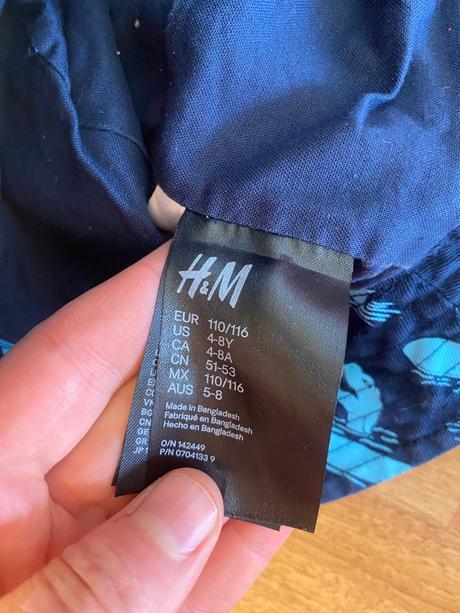 H&M
EUR 110/116
US 4-8Y
CA 4-8A
CN 51-53
MX 110/116
AUS 5-8
Made in Bangladesh
Fabriqué en Bangladesh
Hecho en Bangladesh
O/N 142449
P/N 0704133 9